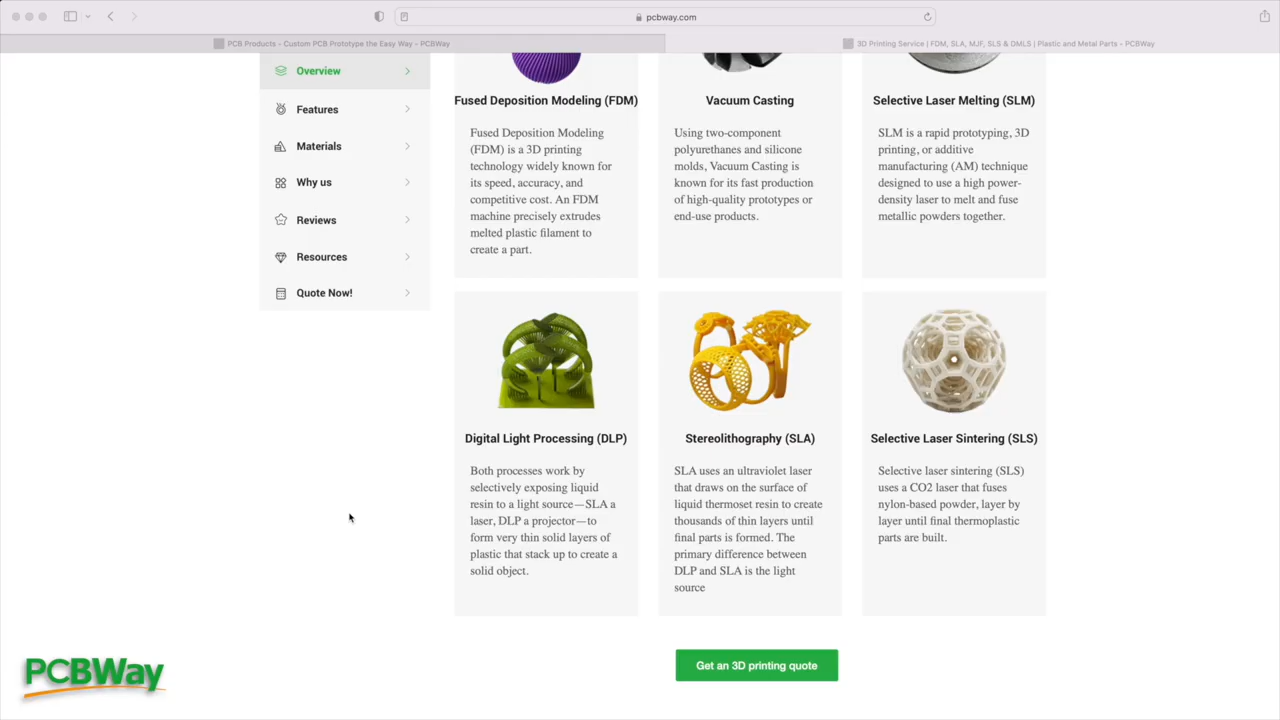 pcbway.com
PCB Products - Custom PCB Prototype the Easy Way - PCBWay
3D Printing Service | FDM, SLA, MJF, SLS & DMLS | Plastic and Metal Parts - PCBWay
Overview
Features
Materials
Why us
Reviews
Resources
Quote Now!
Fused Deposition Modeling (FDM)
Fused Deposition Modeling
(FDM) is a 3D printing
technology widely known for
its speed, accuracy, and
competitive cost. An FDM
machine precisely extrudes
melted plastic filament to
create a part.
Vacuum Casting
Using two-component
polyurethanes and silicone
molds, Vacuum Casting is
known for its fast production
of high-quality prototypes or
end-use products.
Selective Laser Melting (SLM)
SLM is a rapid prototyping, 3D
printing, or additive
manufacturing (AM) technique
designed to use a high power-
density laser to melt and fuse
metallic powders together.
Digital Light Processing (DLP)
Both processes work by
selectively exposing liquid
resin to a light source—SLA a
laser, DLP a projector—to
form very thin solid layers of
plastic that stack up to create a
solid object.
Stereolithography (SLA)
SLA uses an ultraviolet laser
that draws on the surface of
liquid thermoset resin to create
thousands of thin layers until
final parts is formed. The
primary difference between
DLP and SLA is the light
source
Selective Laser Sintering (SLS)
Selective laser sintering (SLS)
uses a CO2 laser that fuses
nylon-based powder, layer by
layer until final thermoplastic
parts are built.
Get an 3D printing quote
PCBWay